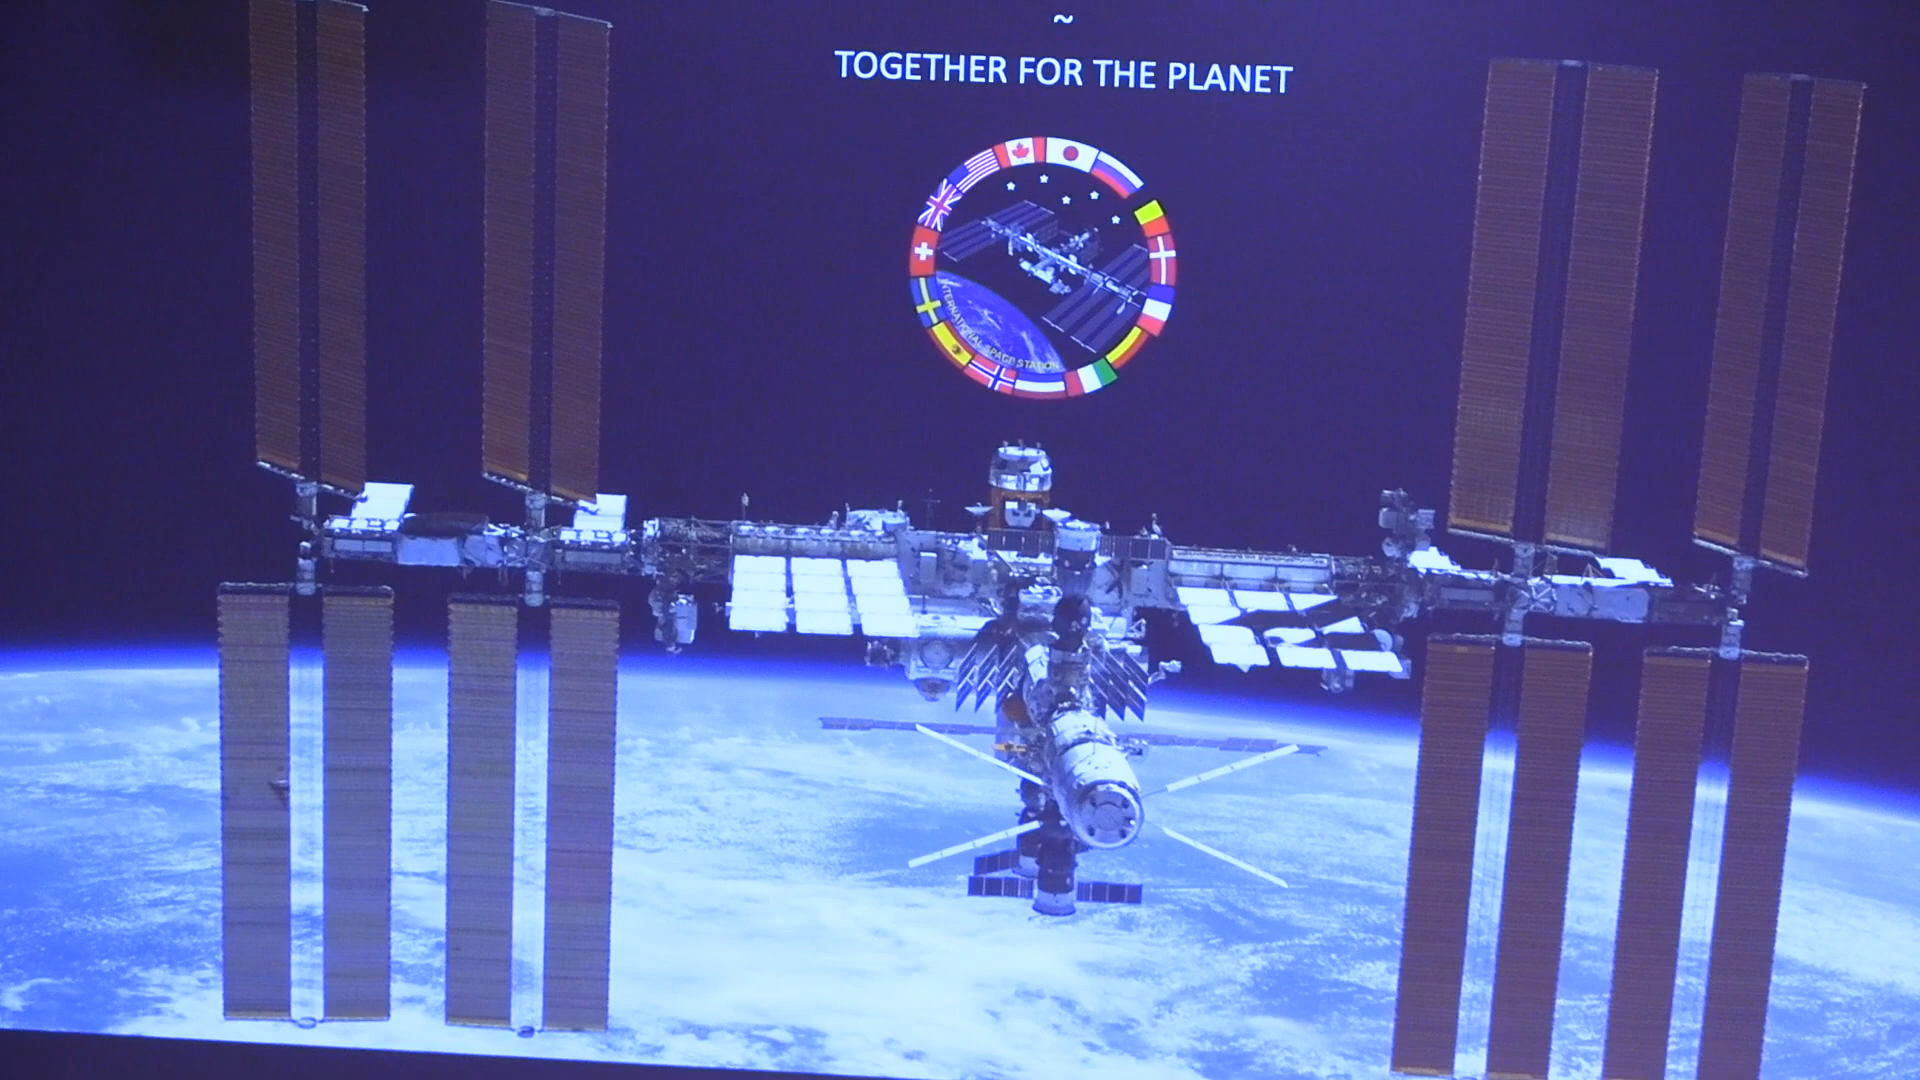 ~
TOGETHER FOR THE PLANET
INTERNATIONAL SPACE STATION